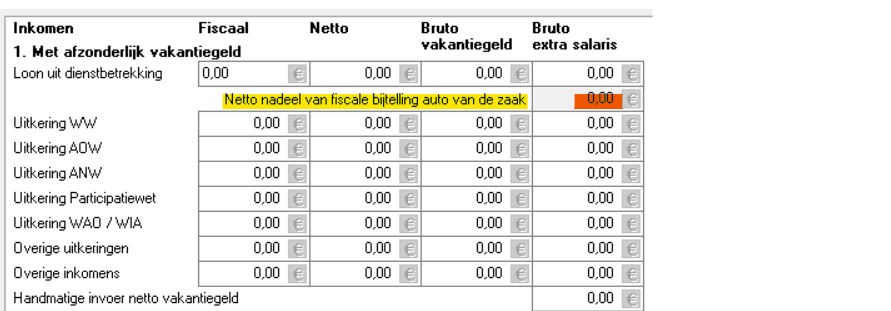 Inkomen Fiscaal Netto Bruto vakantiegeld Bruto extra salaris
1. Met afzonderlijk vakantiegeld
Loon uit dienstbetrekking 0,00 € 0,00 € 0,00 € 0,00 €
Netto nadeel van fiscale bijtelling auto van de zaak 0,00 €
Uitkering WW 0,00 € 0,00 € 0,00 € 0,00 €
Uitkering AOW 0,00 € 0,00 € 0,00 € 0,00 €
Uitkering ANW 0,00 € 0,00 € 0,00 € 0,00 €
Uitkering Participatiewet 0,00 € 0,00 € 0,00 € 0,00 €
Uitkering WAO / WIA 0,00 € 0,00 € 0,00 € 0,00 €
Overige uitkeringen 0,00 € 0,00 € 0,00 € 0,00 €
Overige inkomens 0,00 € 0,00 € 0,00 € 0,00 €
Handmatige invoer netto vakantiegeld 0,00 €